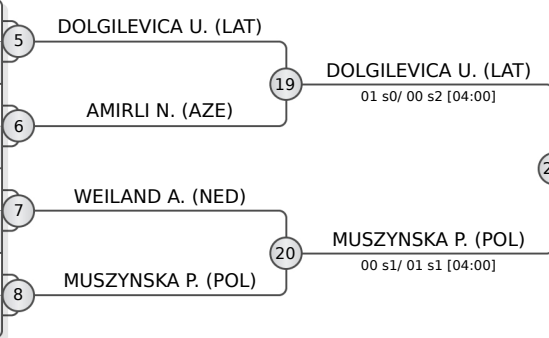 5
DOLGILEVICA U. (LAT)
19
DOLGILEVICA U. (LAT)
01 s0/ 00 s2 [04:00]
6
AMIRLI N. (AZE)
7
WEILAND A. (NED)
20
MUSZYNSKA P. (POL)
00 s1/ 01 s1 [04:00]
8
MUSZYNSKA P. (POL)